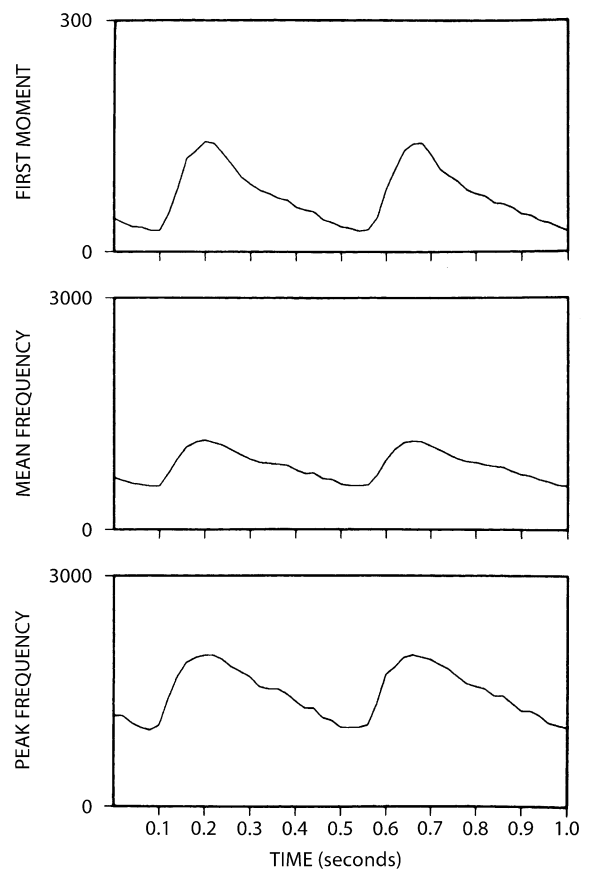 300
FIRST MOMENT
0
3000
MEAN FREQUENCY
0
3000
PEAK FREQUENCY
0
0.1 0.2 0.3 0.4 0.5 0.6 0.7 0.8 0.9 1.0
TIME (seconds)